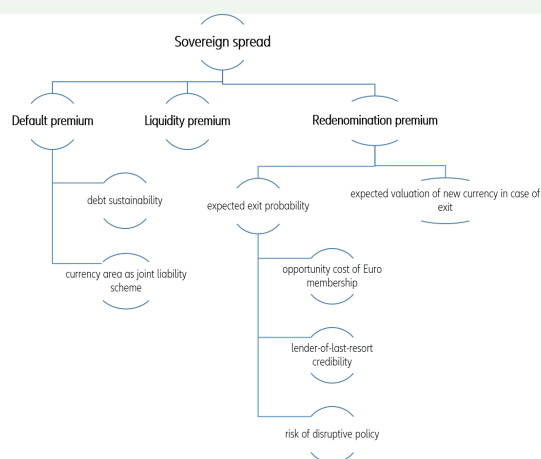 Sovereign spread
Default premium
Liquidity premium
Redenomination premium
debt sustainability
currency area as joint liability
scheme
expected exit probability
expected valuation of new currency in case of
exit
opportunity cost of Euro
membership
lender-of-last-resort
credibility
risk of disruptive policy